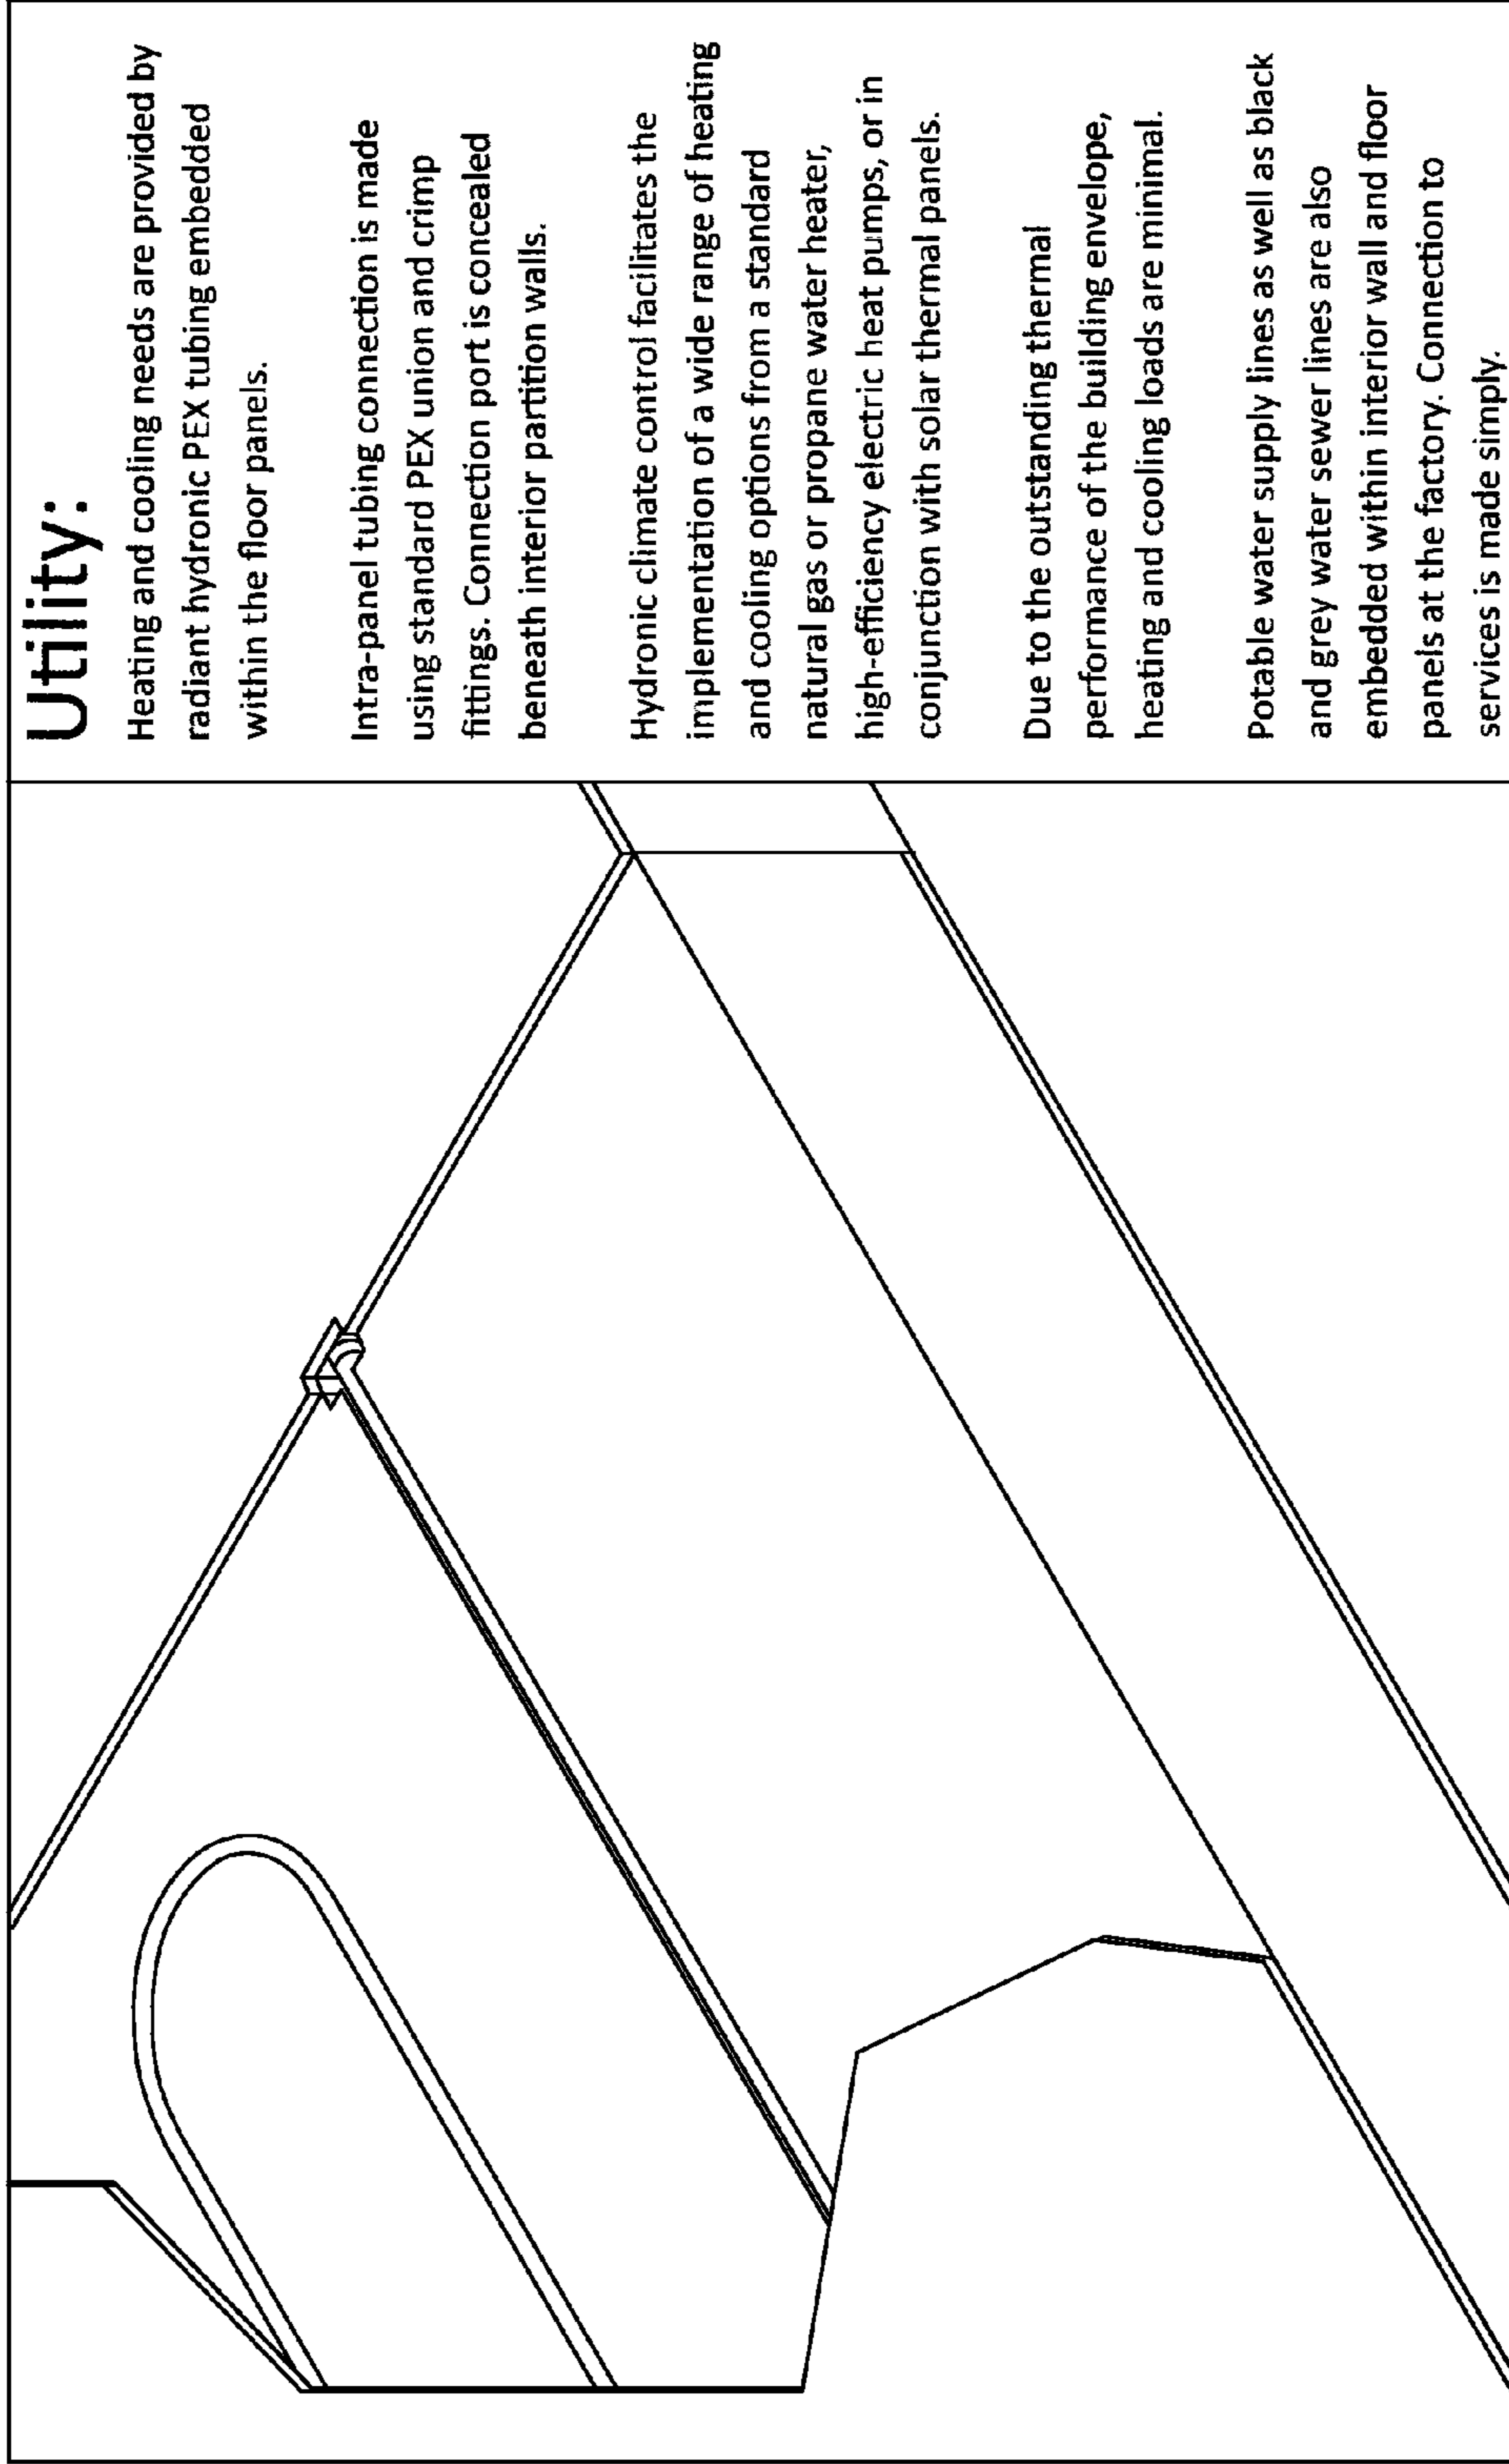 Utility:
Heating and cooling needs are provided by
radiant hydronic PEX tubing embedded
within the floor panels.
Intra-panel tubing connection is made
using standard PEX union and crimp
fittings. Connection port is concealed
beneath interior partition walls.
Hydronic climate control facilitates the
implementation of a wide range of heating
and cooling options from a standard
natural gas or propane water heater,
high-efficiency electric heat pumps, or in
conjunction with solar thermal panels.
Due to the outstanding thermal
performance of the building envelope,
heating and cooling loads are minimal.
Potable water supply lines as well as black
and grey water sewer lines are also
embedded within interior wall and floor
panels at the factory. Connection to
services is made simply.